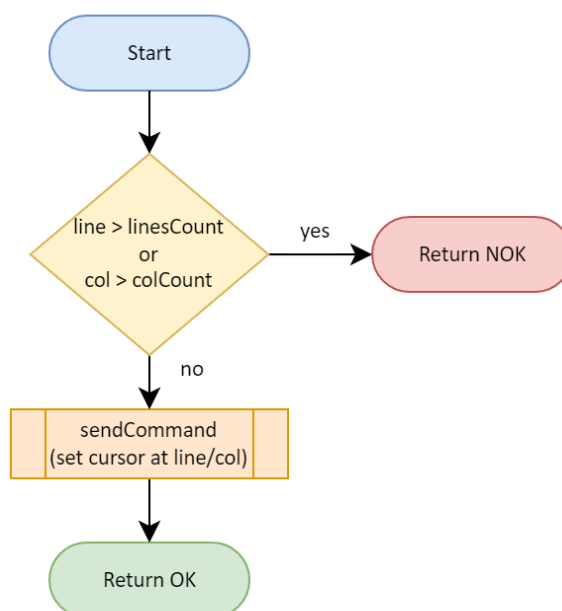 Start
line > linesCount
or
col > colCount
yes
Return NOK
no
sendCommand
(set cursor at line/col)
Return OK